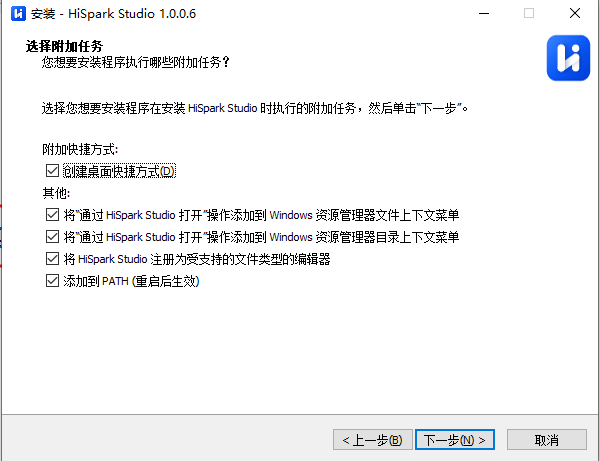 安装 - HiSpark Studio 1.0.0.6
选择附加任务
您想要安装程序执行哪些附加任务？
选择您想要安装程序在安装 HiSpark Studio 时执行的附加任务，然后单击“下一步”。
附加快捷方式:
创建桌面快捷方式(D)
其他:
将“通过 HiSpark Studio 打开”操作添加到 Windows 资源管理器文件上下文菜单
将“通过 HiSpark Studio 打开”操作添加到 Windows 资源管理器目录上下文菜单
将 HiSpark Studio 注册为受支持的文件类型的编辑器
添加到 PATH (重启后生效)
< 上一步(B) 下一步(N) > 取消